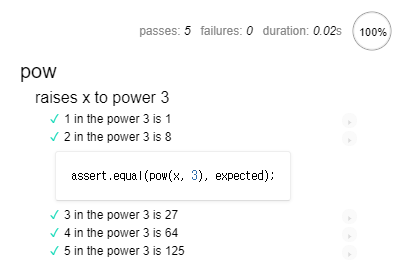 passes: 5 failures: 0 duration: 0.02s 100%
pow
raises x to power 3
✓ 1 in the power 3 is 1
✓ 2 in the power 3 is 8
assert.equal(pow(x, 3), expected);
✓ 3 in the power 3 is 27
✓ 4 in the power 3 is 64
✓ 5 in the power 3 is 125